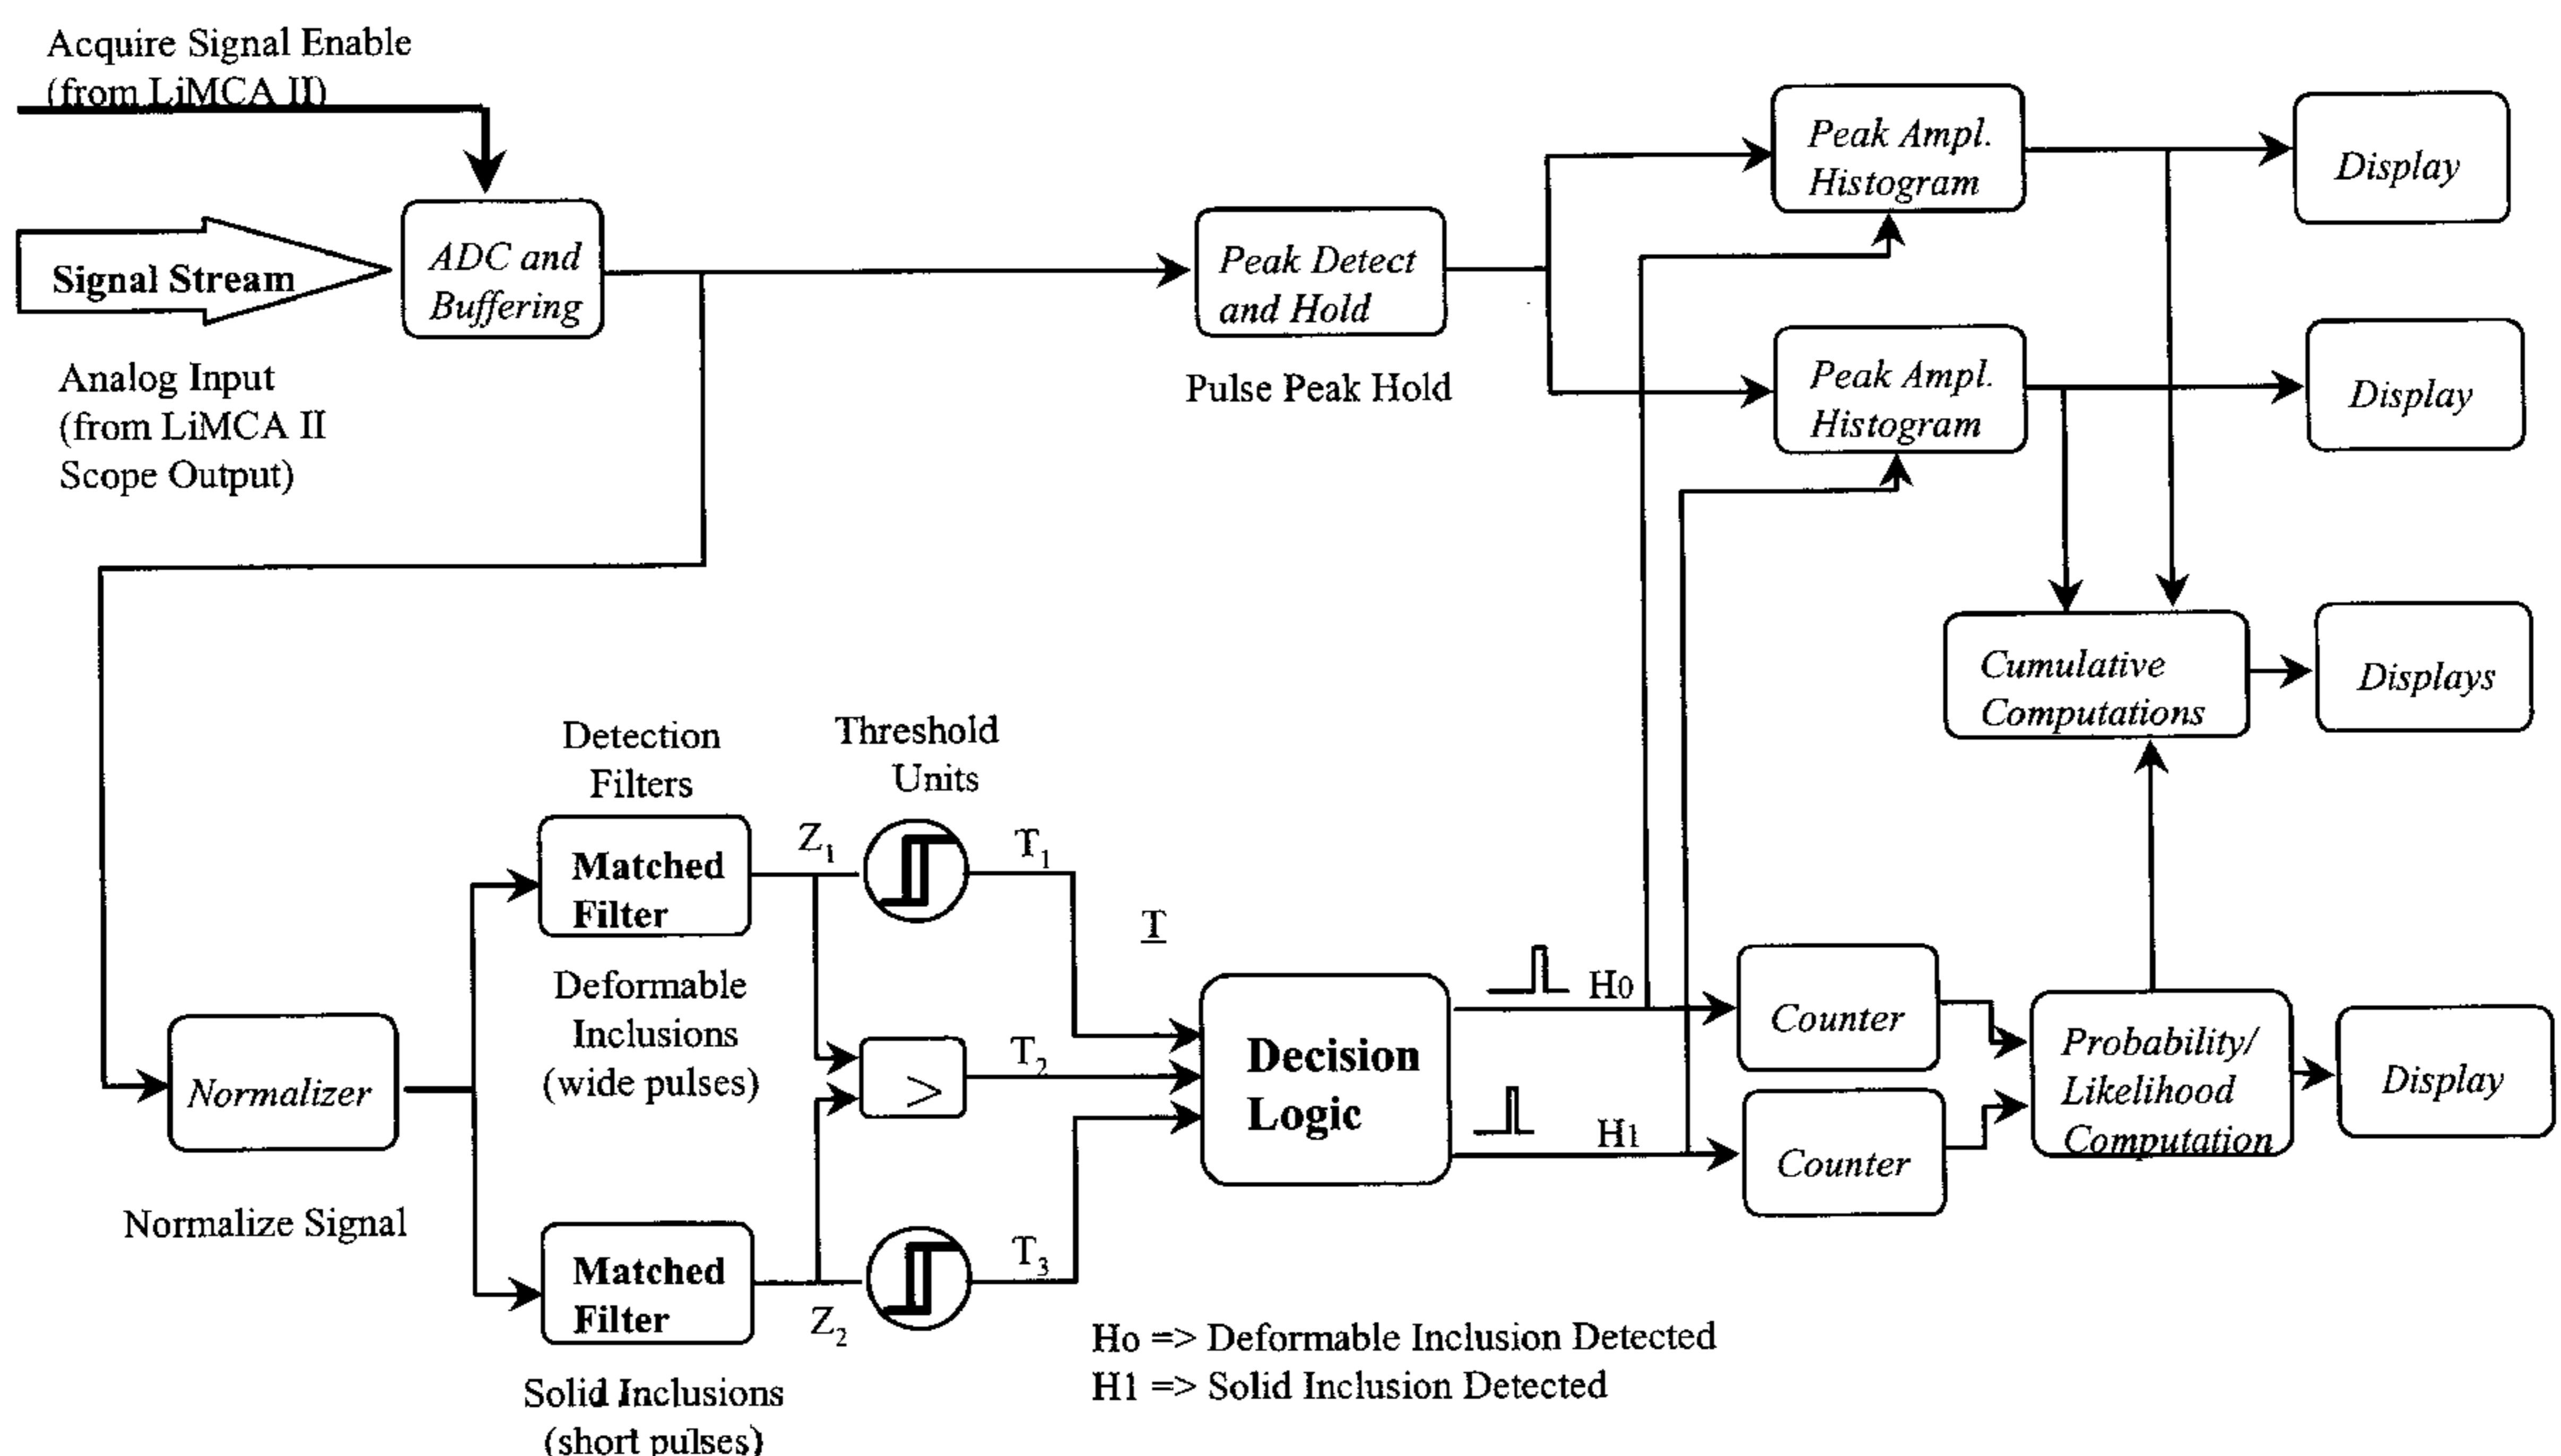 Acquire Signal Enable
(from LiMCA II)
Signal Stream
ADC and
Buffering
Analog Input
(from LiMCA II
Scope Output)
Peak Detect
and Hold
Pulse Peak Hold
Peak Ampl.
Histogram
Display
Peak Ampl.
Histogram
Display
Cumulative
Computations
Displays
Detection
Filters
Threshold
Units
Matched
Filter
Z1
T1
T
Deformable
Inclusions
(wide pulses)
>
T2
Normalizer
Normalize Signal
Matched
Filter
Z2
T3
Solid Inclusions
(short pulses)
Decision
Logic
H0
H1
Counter
Counter
Probability/
Likelihood
Computation
Display
Ho => Deformable Inclusion Detected
H1 => Solid Inclusion Detected